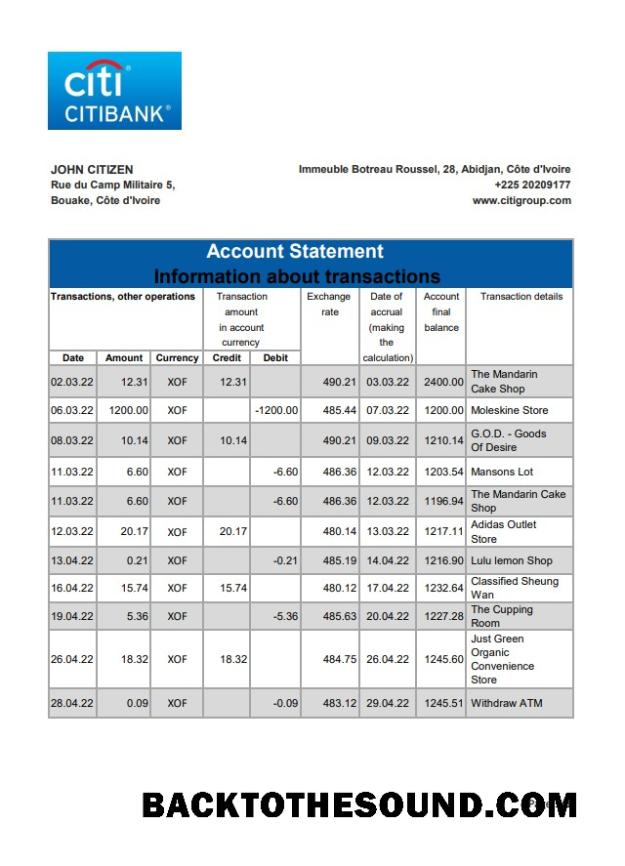 citi®
CITIBANK®
JOHN CITIZEN
Rue du Camp Militaire 5,
Bouake, Côte d'Ivoire
Immeuble Botreau Roussel, 28, Abidjan, Côte d'Ivoire
+225 20209177
www.citigroup.com
Account Statement
Information about transactions
Transactions, other operations
Transaction
amount
in account
currency
Exchange
rate
Date of
accrual
(making
the
calculation)
Account
final
balance
Transaction details
Date Amount Currency Credit Debit
02.03.22 12.31 XOF 12.31 490.21 03.03.22 2400.00 The Mandarin
Cake Shop
06.03.22 1200.00 XOF -1200.00 485.44 07.03.22 1200.00 Moleskine Store
08.03.22 10.14 XOF 10.14 490.21 09.03.22 1210.14 G.O.D. - Goods
Of Desire
11.03.22 6.60 XOF -6.60 486.36 12.03.22 1203.54 Mansons Lot
11.03.22 6.60 XOF -6.60 486.36 12.03.22 1196.94 The Mandarin Cake
Shop
12.03.22 20.17 XOF 20.17 480.14 13.03.22 1217.11 Adidas Outlet
Store
13.04.22 0.21 XOF -0.21 485.19 14.04.22 1216.90 Lulu lemon Shop
16.04.22 15.74 XOF 15.74 480.12 17.04.22 1232.64 Classified Sheung
Wan
19.04.22 5.36 XOF -5.36 485.63 20.04.22 1227.28 The Cupping
Room
26.04.22 18.32 XOF 18.32 484.75 26.04.22 1245.60 Just Green
Organic
Convenience
Store
28.04.22 0.09 XOF -0.09 483.12 29.04.22 1245.51 Withdraw ATM
BACKTOTHESOUND.COM